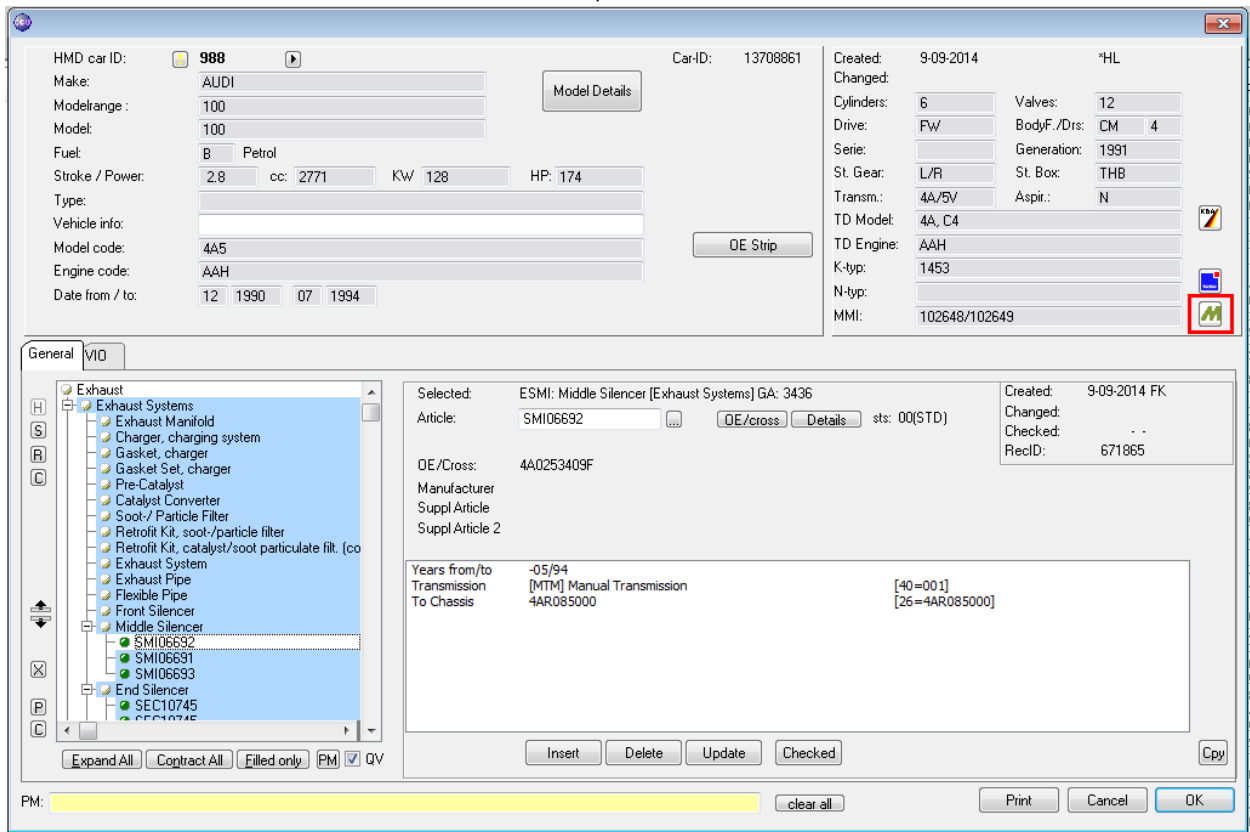 HMD car ID: 988 Car-ID: 13708861
Make: AUDI
Model Details
Modelrange : 100
Model: 100
Fuel: B Petrol
Stroke / Power: 2.8 cc: 2771 KW 128 HP: 174
Type:
Vehicle info:
Model code: 4A5
OE Strip
Engine code: AAH
Date from / to: 12 1990 07 1994
Created: 9-09-2014 *HL
Changed:
Cylinders: 6 Valves: 12
Drive: FW BodyF./Drs: CM 4
Serie: Generation: 1991
St. Gear: L/R St. Box: THB
Transm.: 4A/5V Aspir.: N
TD Model: 4A, C4
KBA
TD Engine: AAH
K-typ: 1453
N-typ:
MMI: 102648/102649
M
General VIO
H
S
R
C
X
P
C
Exhaust
Exhaust Systems
Exhaust Manifold
Charger, charging system
Gasket, charger
Gasket Set, charger
Pre-Catalyst
Catalyst Converter
Soot-/ Particle Filter
Retrofit Kit, soot-/particle filter
Retrofit Kit, catalyst/soot particulate filt. (co
Exhaust System
Exhaust Pipe
Flexible Pipe
Front Silencer
Middle Silencer
SMI06692
SMI06691
SMI06693
End Silencer
SEC10745
SEC10745
Expand All Contract All Filled only PM QV
Selected: ESMI: Middle Silencer [Exhaust Systems] GA: 3436
Article: SMI06692 ... OE/cross Details sts: 00(STD)
OE/Cross: 4A0253409F
Manufacturer
Suppl Article
Suppl Article 2
Created: 9-09-2014 FK
Changed:
Checked: - -
RecID: 671865
Years from/to -05/94
Transmission [MTM] Manual Transmission [40=001]
To Chassis 4AR085000 [26=4AR085000]
Insert Delete Update Checked Cpy
PM: clear all Print Cancel OK